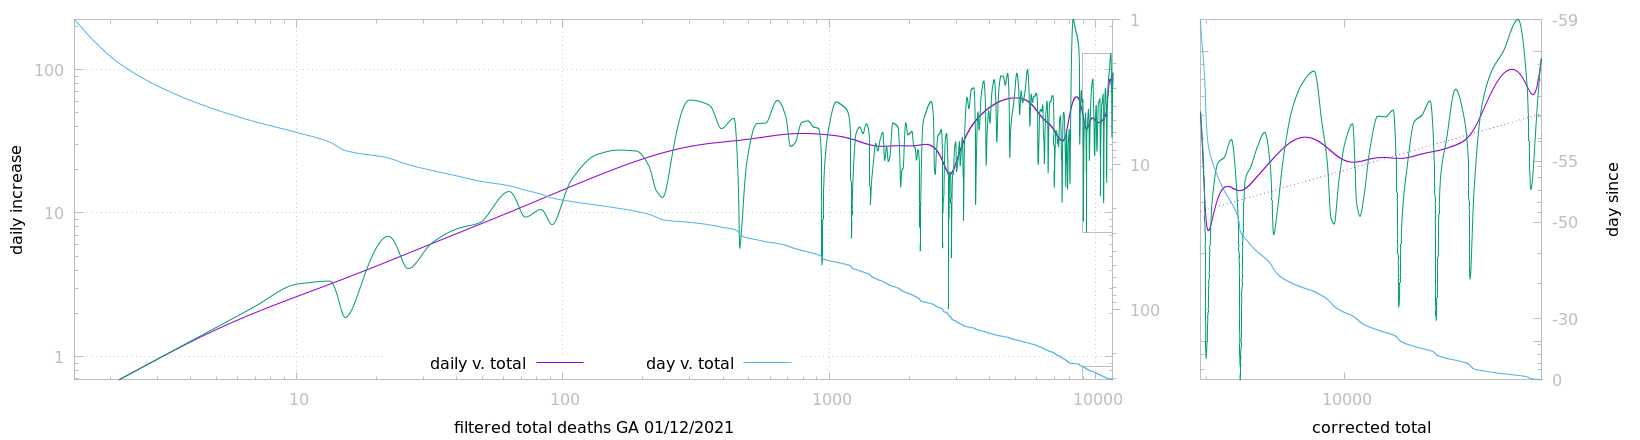 daily increase
100
10
1
10
100
1000
10000
1
10
100
daily v. total
day v. total
filtered total deaths GA 01/12/2021
10000
-59
-55
-50
-30
0
day since
corrected total